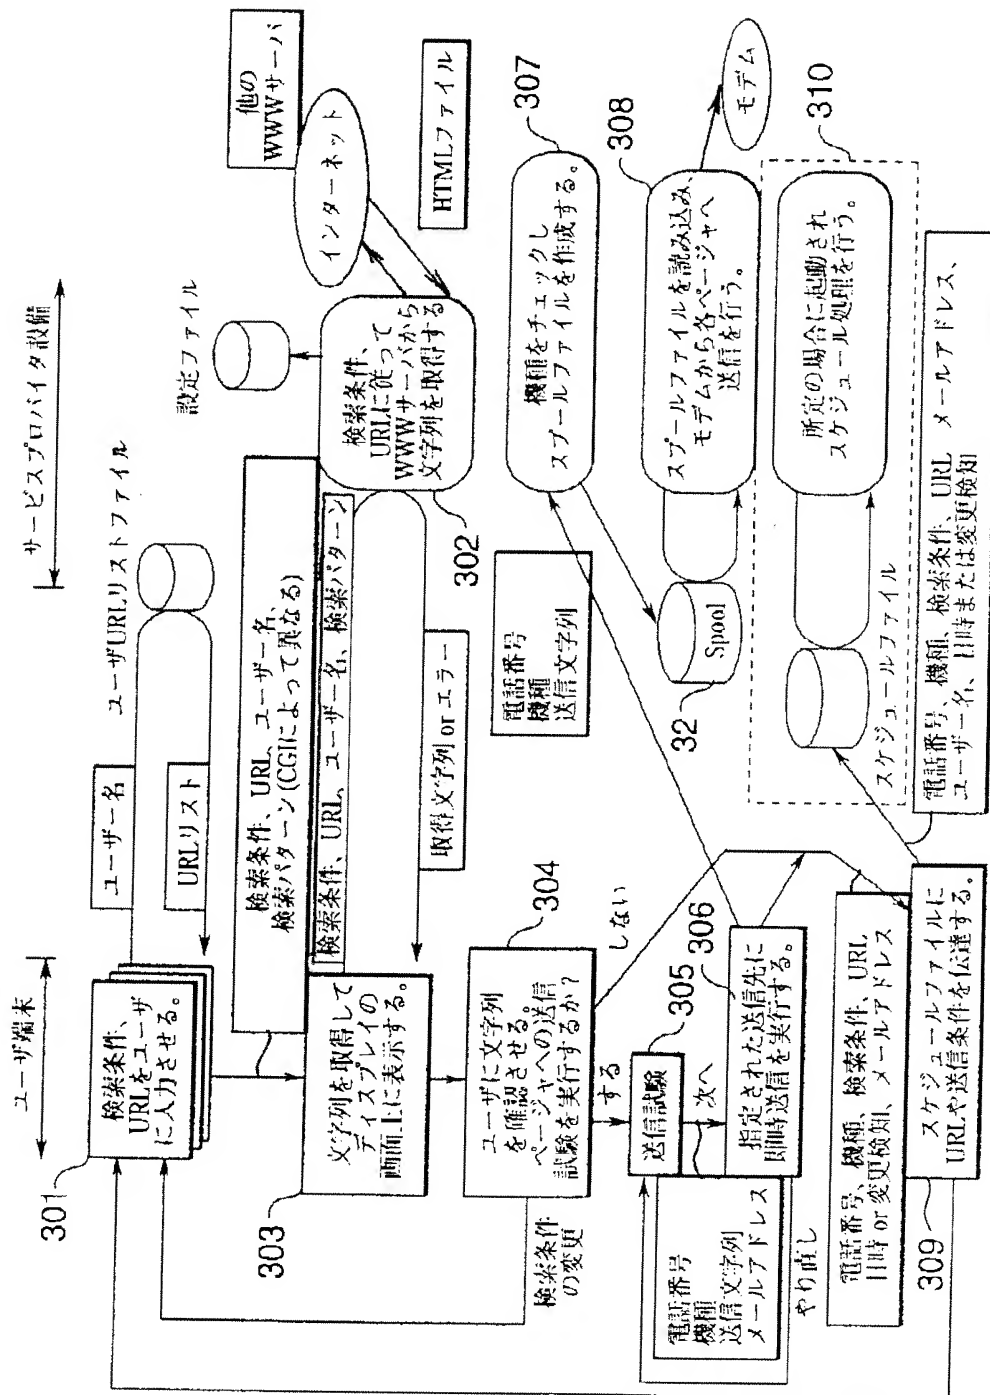 ユーザ端末
サービスプロバイダ設備
301
検索条件、
URLをユーザ
に入力させる。
ユーザー名
URLリスト
ユーザURLリストファイル
設定ファイル
他の
WWWサーバ
インターネット
HTMLファイル
検索条件、URL、ユーザー名、
検索パターン(CGIによって異なる)
検索条件、URL、ユーザー名、検索パターン
検索条件、
URLに従って
WWWサーバから
文字列を取得する
302
取得文字列 or エラー
303
文字列を取得して
ディスプレイの
画面上に表示する。
304
ユーザに文字列
を確認させる。
ページャへの送信
試験を実行するか?
検索条件
の変更
する
しない
305
送信試験
次へ
306
指定された送信先に
即時送信を実行する。
電話番号
機種
送信文字列
メールアドレス
やり直し
電話番号
機種
送信文字列
307
機種をチェックし
スプールファイルを作成する。
32
Spool
308
スプールファイルを読み込み、
モデムから各ページャへ
送信を行う。
モデム
310
所定の場合に起動され
スケジュール処理を行う。
スケジュールファイル
電話番号、機種、検索条件、URL
日時or変更検知、メールアドレス
309
スケジュールファイルに
URLや送信条件を伝達する。
電話番号、機種、検索条件、URL メールアドレス、
ユーザー名、日時または変更検知